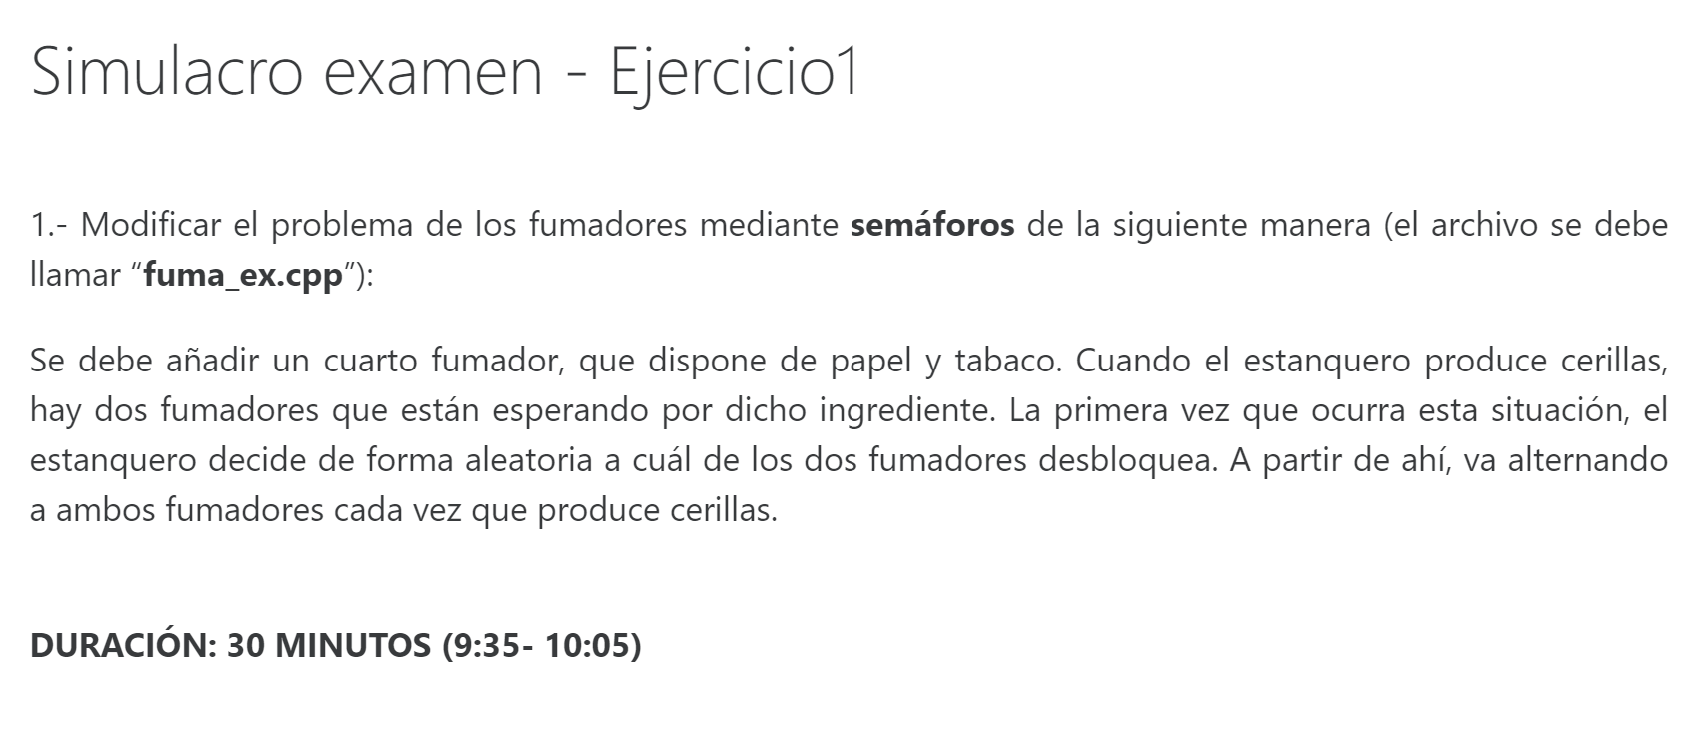 Simulacro examen - Ejercicio1
1.- Modificar el problema de los fumadores mediante semáforos de la siguiente manera (el archivo se debe
llamar “fuma_ex.cpp”):
Se debe añadir un cuarto fumador, que dispone de papel y tabaco. Cuando el estanquero produce cerillas,
hay dos fumadores que están esperando por dicho ingrediente. La primera vez que ocurra esta situación, el
estanquero decide de forma aleatoria a cuál de los dos fumadores desbloquea. A partir de ahí, va alternando
a ambos fumadores cada vez que produce cerillas.
DURACIÓN: 30 MINUTOS (9:35- 10:05)